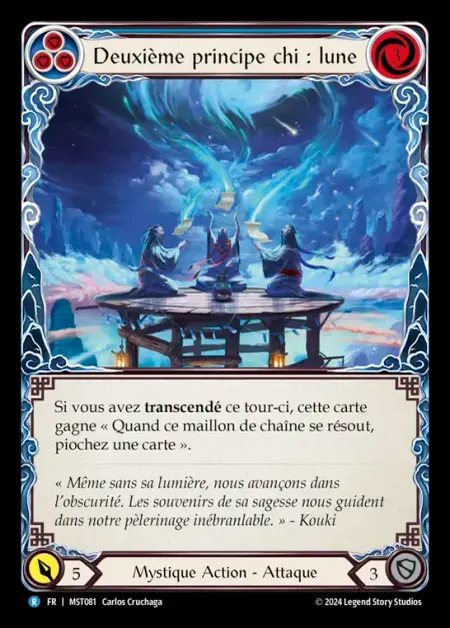 Deuxième principe chi : lune
3
Si vous avez transcendé ce tour-ci, cette carte
gagne « Quand ce maillon de chaîne se résout,
piochez une carte ».
« Même sans sa lumière, nous avançons dans
l'obscurité. Les souvenirs de sa sagesse nous guident
dans notre pèlerinage inébranlable. » - Kouki
5
Mystique Action - Attaque
3
R FR | MST081 Carlos Cruchaga
© 2024 Legend Story Studios